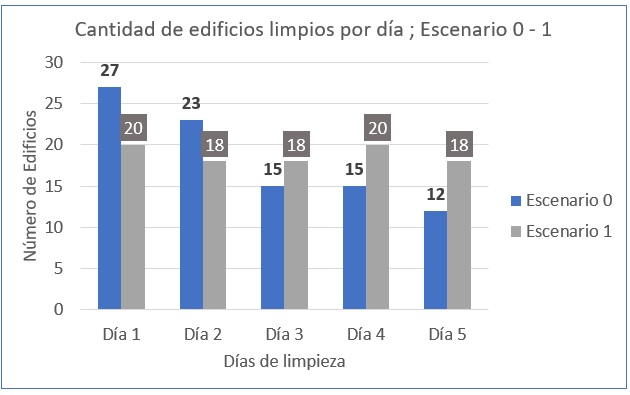 Cantidad de edificios limpios por día ; Escenario 0 - 1
Número de Edificios
30
25
20
15
10
5
0
27
20
23
18
15
18
15
20
12
18
Día 1
Día 2
Día 3
Día 4
Día 5
Días de limpieza
Escenario 0
Escenario 1